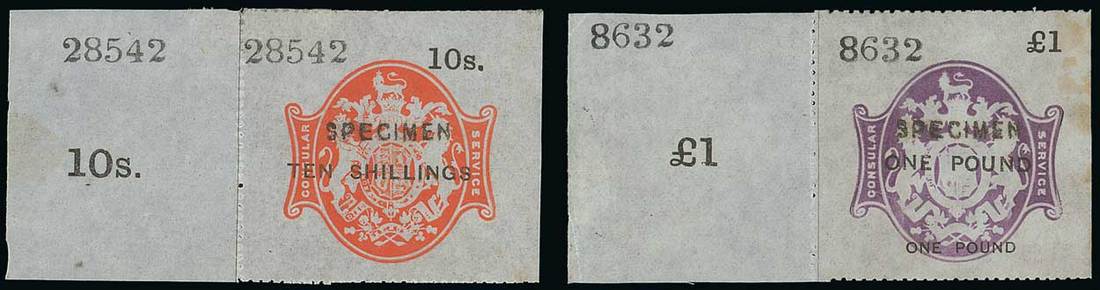 28542
10s.
28542
10s.
SPECIMEN
CONSULAR SERVICE
TEN SHILLINGS
8632
£1
8632
£1
SPECIMEN
CONSULAR SERVICE
ONE POUND
ONE POUND